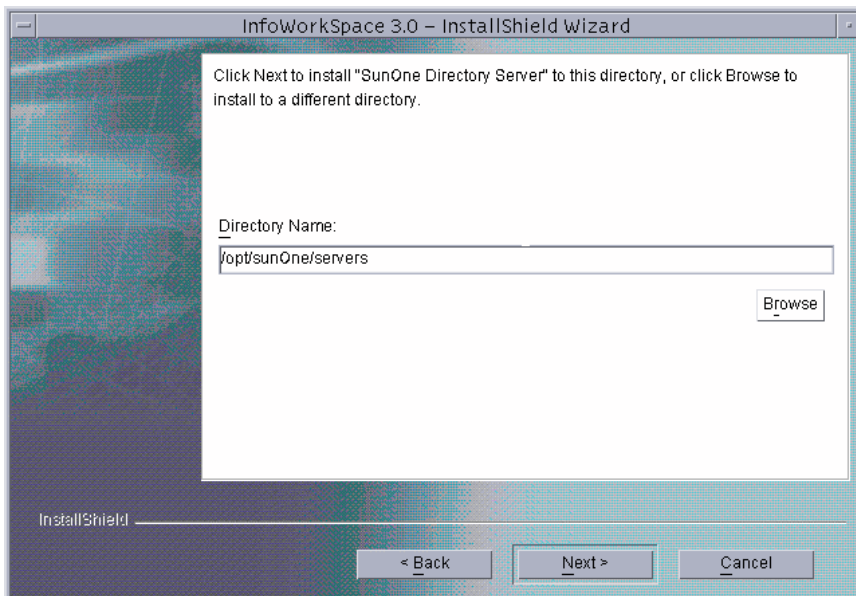 InfoWorkSpace 3.0 – InstallShield Wizard
Click Next to install "SunOne Directory Server" to this directory, or click Browse to
install to a different directory.
Directory Name:
/opt/sunOne/servers
Browse
InstallShield
< Back
Next >
Cancel